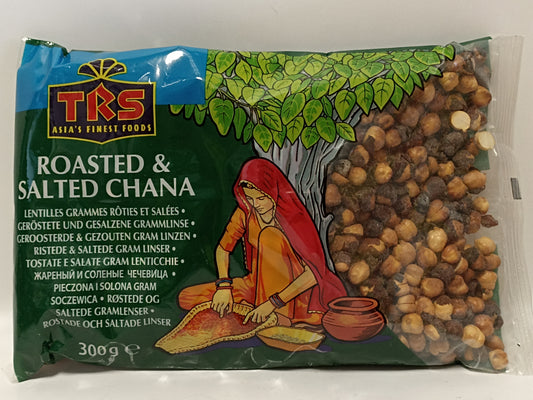 TRS
ASIA'S FINEST FOODS
ROASTED &
SALTED CHANA
LENTILLES GRAMMES RÔTIES ET SALÉES •
GERÖSTETE UND GESALZENE GRAMMLINSE •
GEROOSTERDE & GEZOUTEN GRAM LINZEN •
RISTEDE & SALTEDE GRAM LINSER •
TOSTATE E SALATE GRAM LENTICCHIE •
ЖАРЕНЫЙ И СОЛЕНЫЕ ЧЕЧЕВИЦА •
PIECZONA I SOLONA GRAM
SOCZEWICA • RØSTEDE OG
SALTEDE GRAMLENSER •
ROSTADE OCH SALTADE LINSER
300g ℮